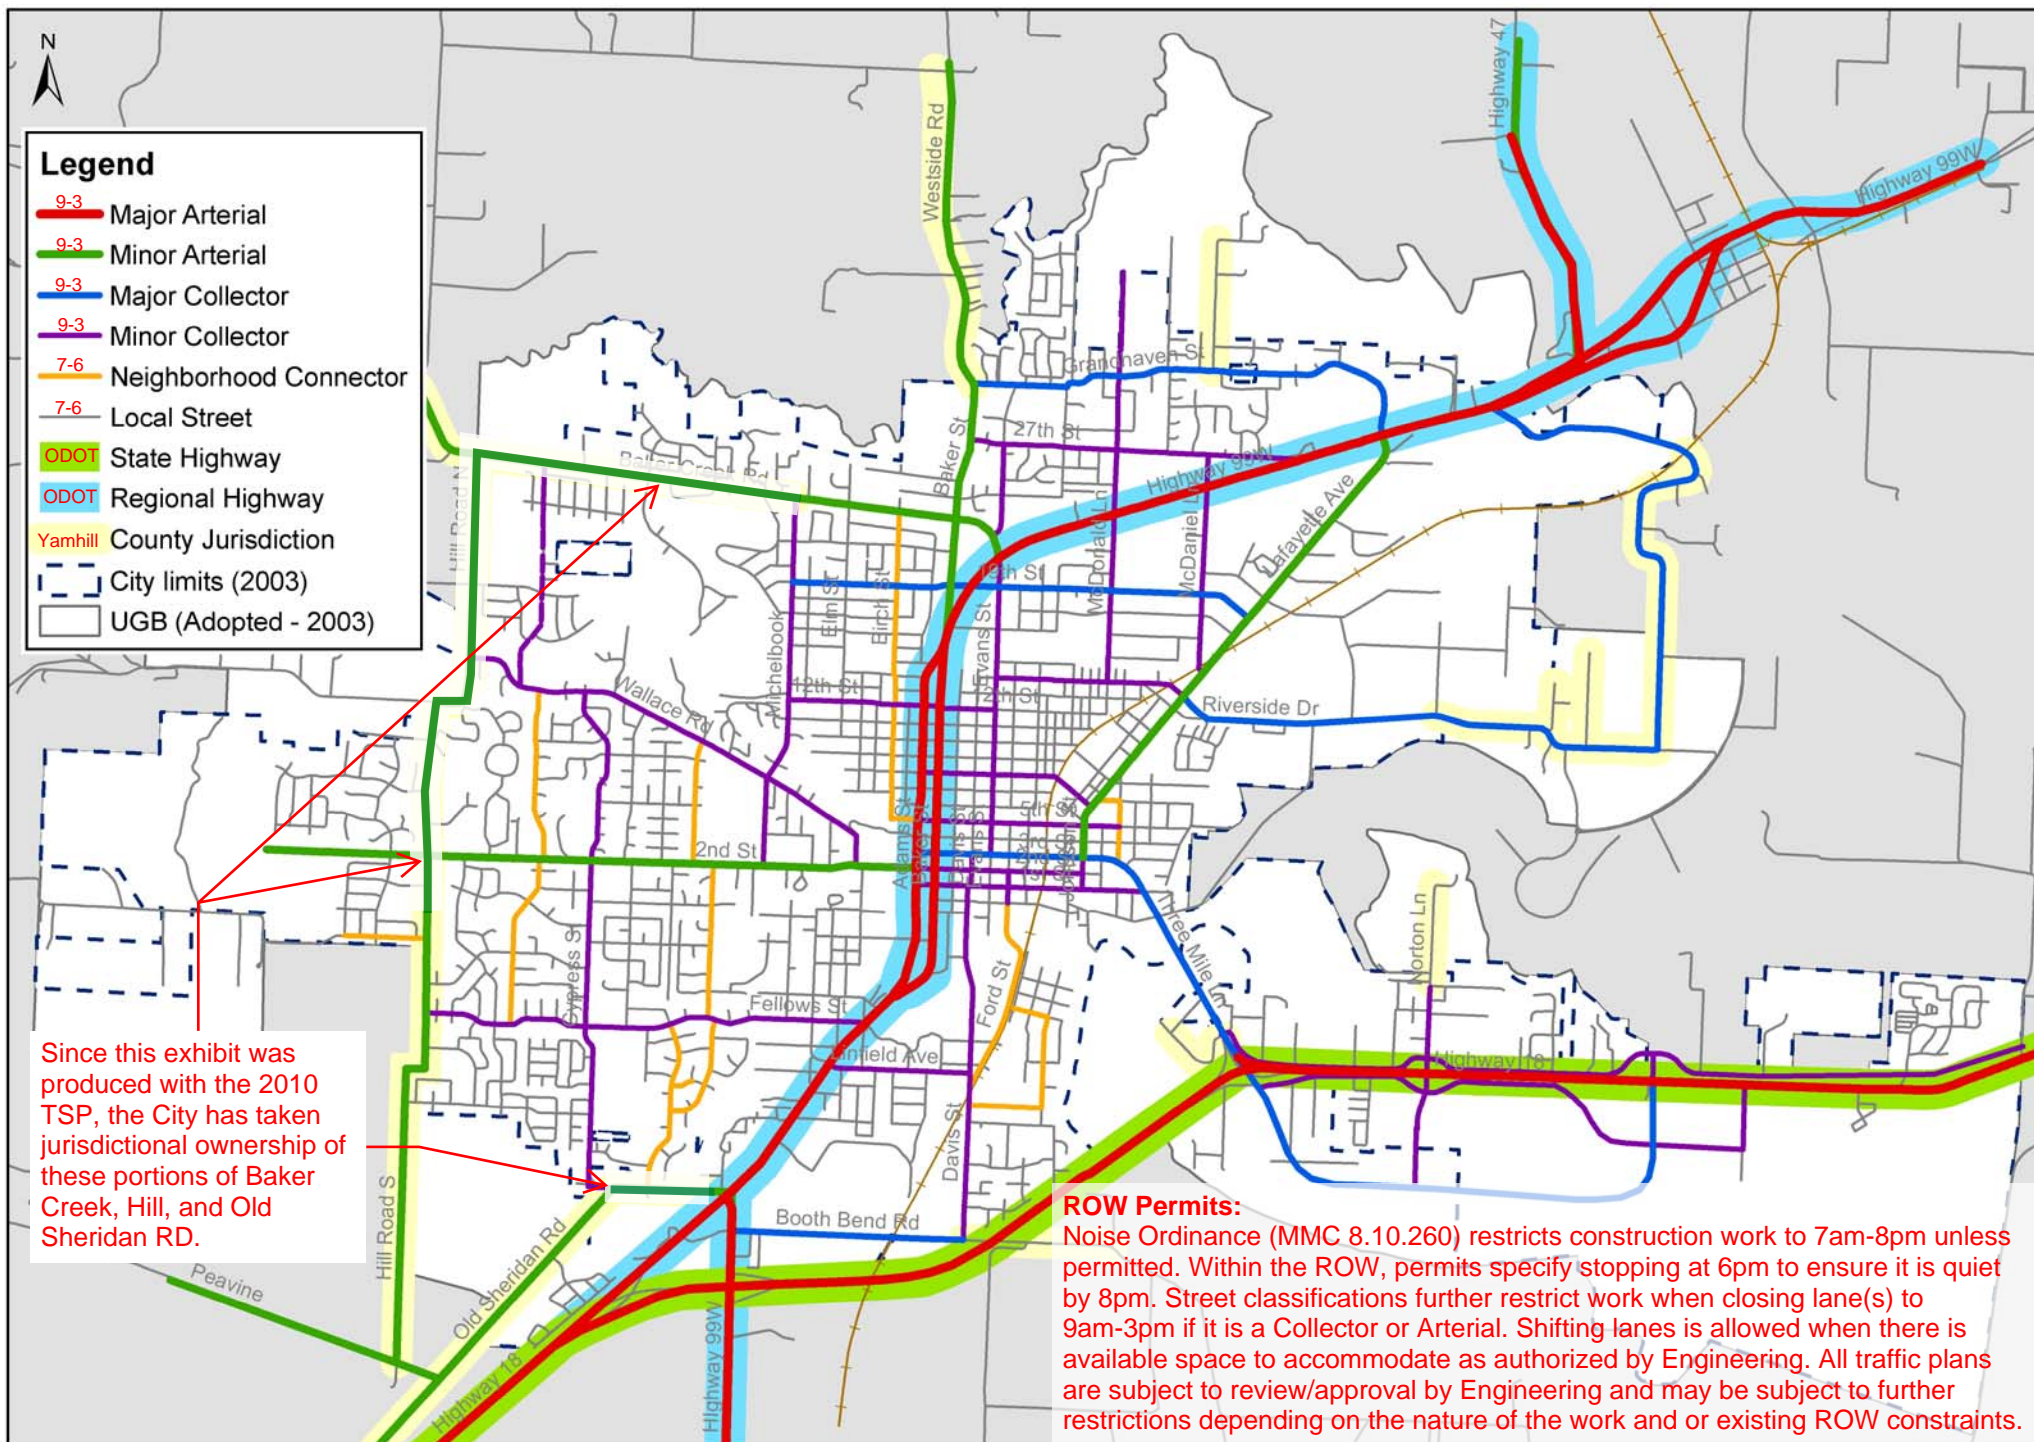 N
Legend
9-3 Major Arterial
9-3 Minor Arterial
9-3 Major Collector
9-3 Minor Collector
7-6 Neighborhood Connector
7-6 Local Street
ODOT State Highway
ODOT Regional Highway
Yamhill County Jurisdiction
City limits (2003)
UGB (Adopted - 2003)
Westside Rd
Highway 47
Highway 99W
Grandhaven St
27th St
Baker St
Baker Creek Rd
Hill Road N
Highway 99W
McDonald Ln
McDaniel Ln
Lafayette Ave
19th St
Elm St
Birch St
Michelbook
Evans St
12th St
12th St
Wallace Rd
Riverside Dr
2nd St
Adams St
Baker St
Davis St
Evans St
5th St
3rd
Johnson St
Three Mile Ln
Norton Ln
Cypress St
Fellows St
Ford St
Linfield Ave
Davis St
Highway 18
Booth Bend Rd
Hill Road S
Old Sheridan Rd
Peavine
Highway 18
Highway 99W
Since this exhibit was
produced with the 2010
TSP, the City has taken
jurisdictional ownership of
these portions of Baker
Creek, Hill, and Old
Sheridan RD.
ROW Permits:
Noise Ordinance (MMC 8.10.260) restricts construction work to 7am-8pm unless
permitted. Within the ROW, permits specify stopping at 6pm to ensure it is quiet
by 8pm. Street classifications further restrict work when closing lane(s) to
9am-3pm if it is a Collector or Arterial. Shifting lanes is allowed when there is
available space to accommodate as authorized by Engineering. All traffic plans
are subject to review/approval by Engineering and may be subject to further
restrictions depending on the nature of the work and or existing ROW constraints.